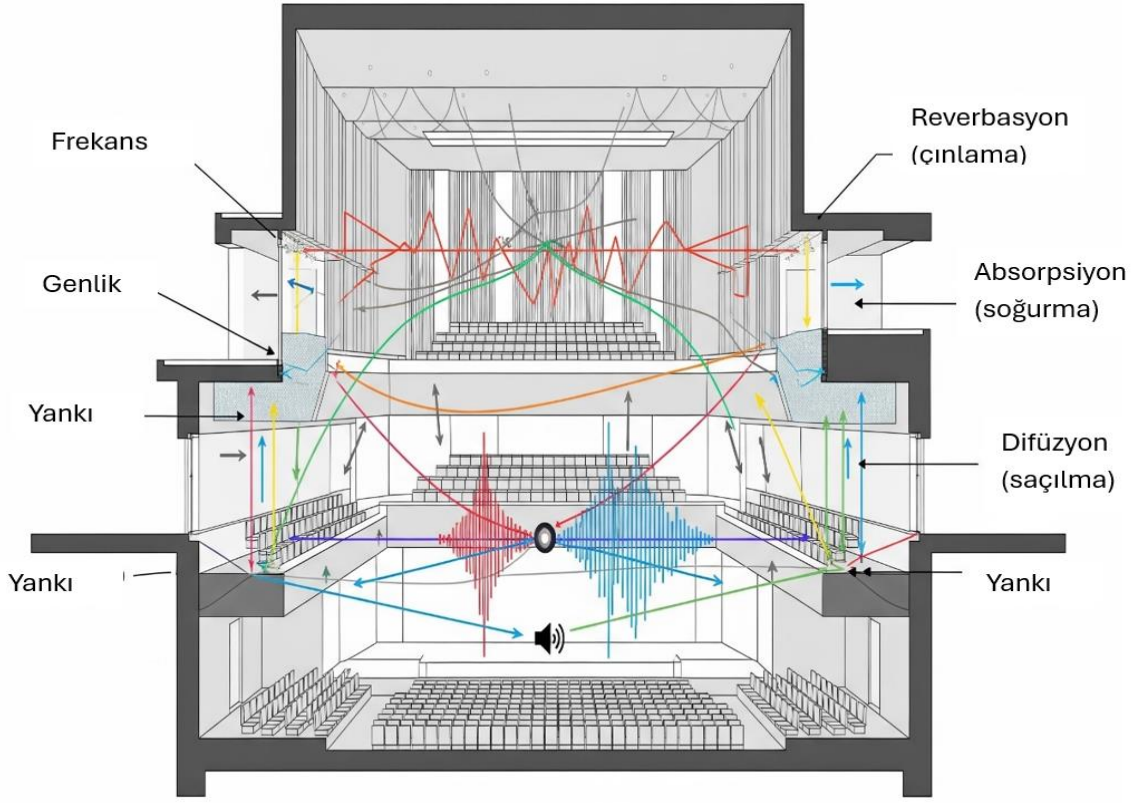 Frekans
Reverbasyon
(çınlama)
Genlik
Absorpsiyon
(soğurma)
Yankı
Difüzyon
(saçılma)
Yankı
Yankı